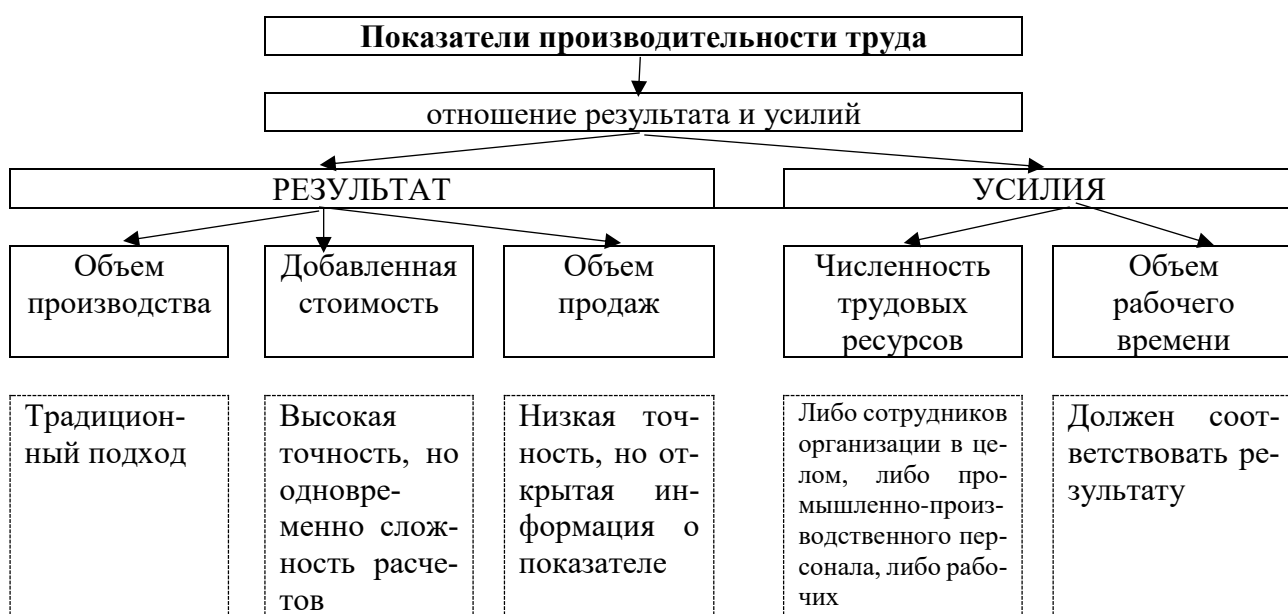 Показатели производительности труда
отношение результата и усилий
РЕЗУЛЬТАТ
УСИЛИЯ
Объем
производства
Добавленная
стоимость
Объем
продаж
Численность
трудовых
ресурсов
Объем
рабочего
времени
Традицион-
ный подход
Высокая
точность, но
одновре-
менно слож-
ность расче-
тов
Низкая точ-
ность, но от-
крытая ин-
формация о
показателе
Либо сотрудников
организации в це-
лом, либо про-
мышленно-произ-
водственного пер-
сонала, либо рабо-
чих
Должен соот-
ветствовать ре-
зультату